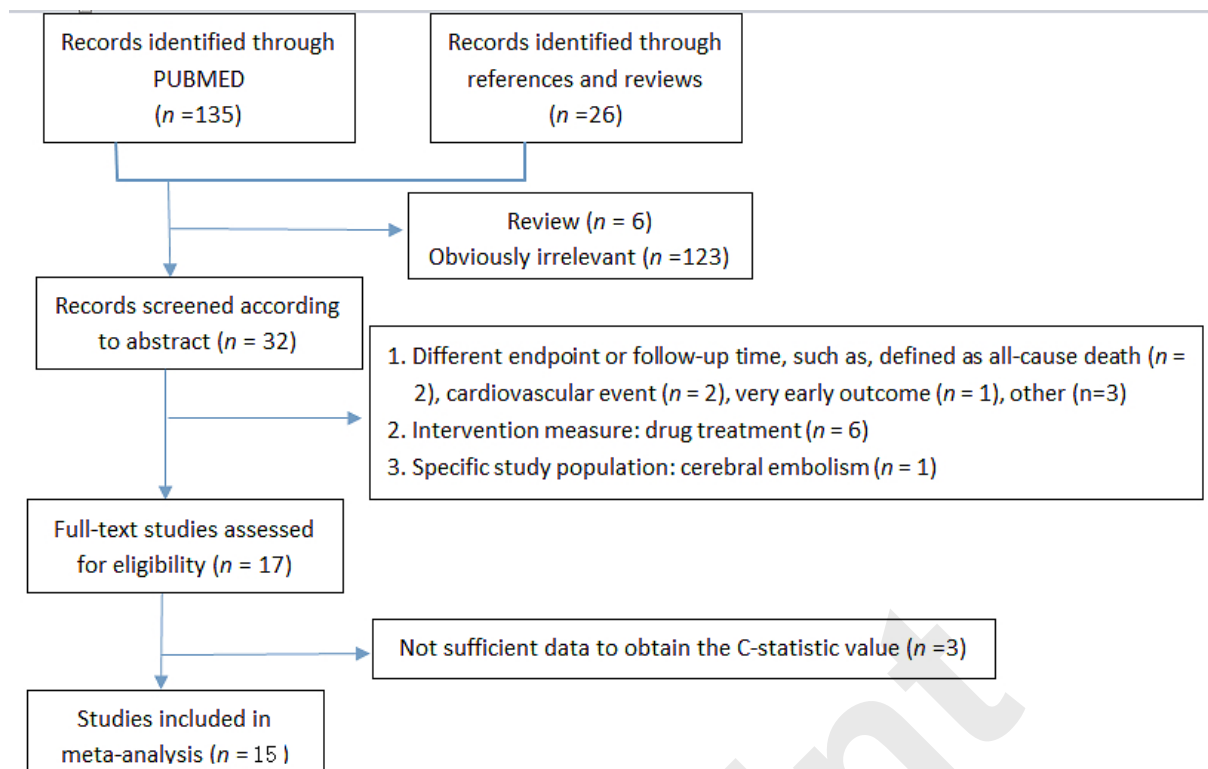 Records identified through
PUBMED
(n =135)
Records identified through
references and reviews
(n =26)
Review (n = 6)
Obviously irrelevant (n =123)
Records screened according
to abstract (n = 32)
1. Different endpoint or follow-up time, such as, defined as all-cause death (n =
2), cardiovascular event (n = 2), very early outcome (n = 1), other (n=3)
2. Intervention measure: drug treatment (n = 6)
3. Specific study population: cerebral embolism (n = 1)
Full-text studies assessed
for eligibility (n = 17)
Not sufficient data to obtain the C-statistic value (n =3)
Studies included in
meta-analysis (n = 15 )